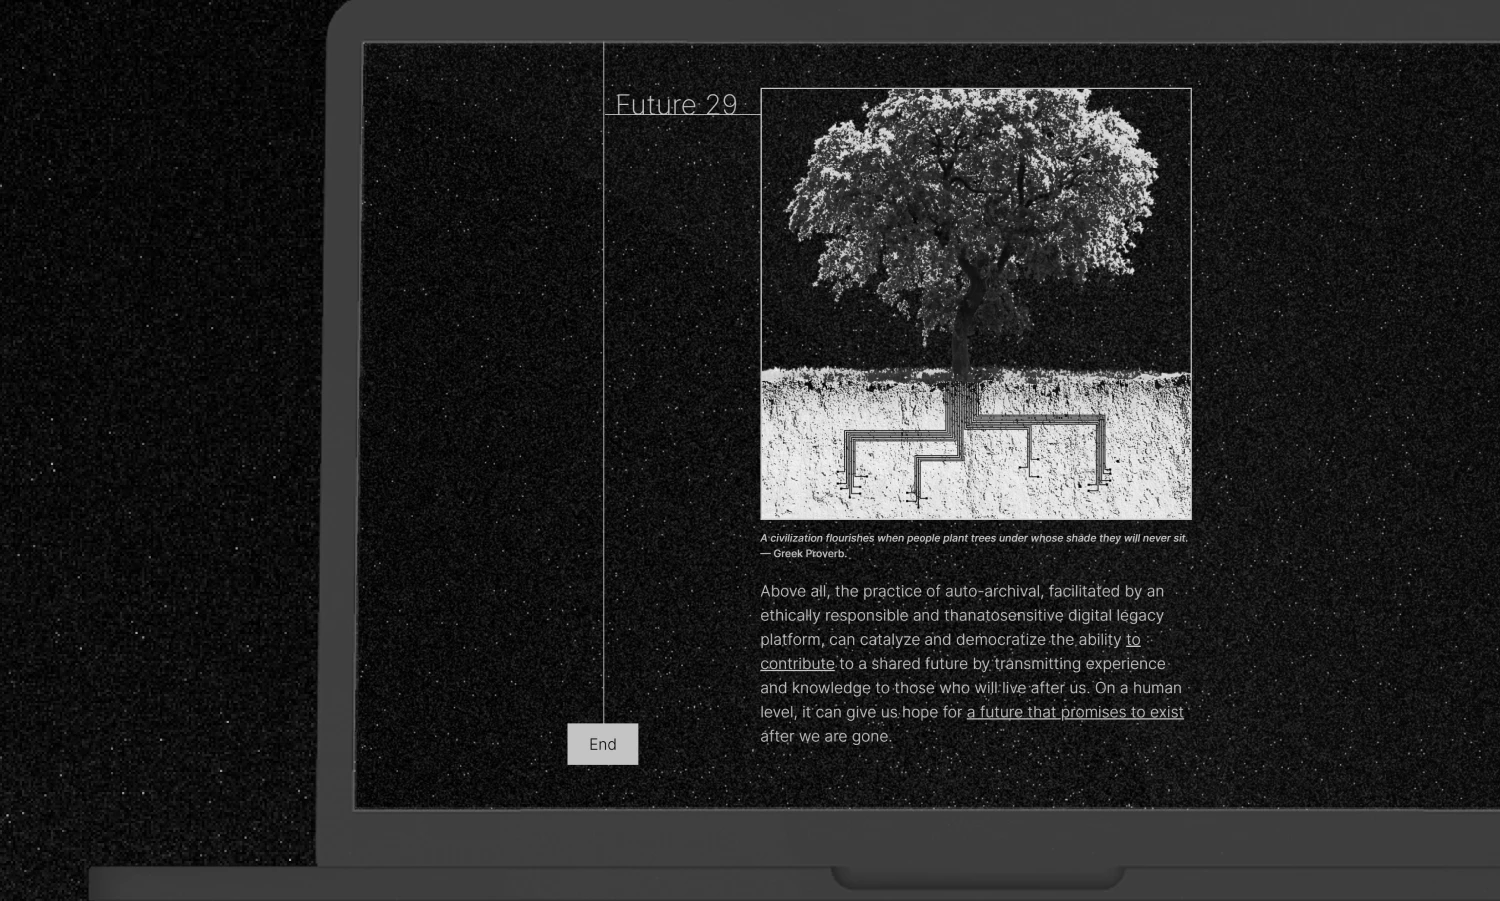 Future 29
A civilization flourishes when people plant trees under whose shade they will never sit.
— Greek Proverb.
Above all, the practice of auto-archival, facilitated by an
ethically responsible and thanatosensitive digital legacy
platform, can catalyze and democratize the ability to
contribute to a shared future by transmitting experience
and knowledge to those who will live after us. On a human
level, it can give us hope for a future that promises to exist
after we are gone.
End